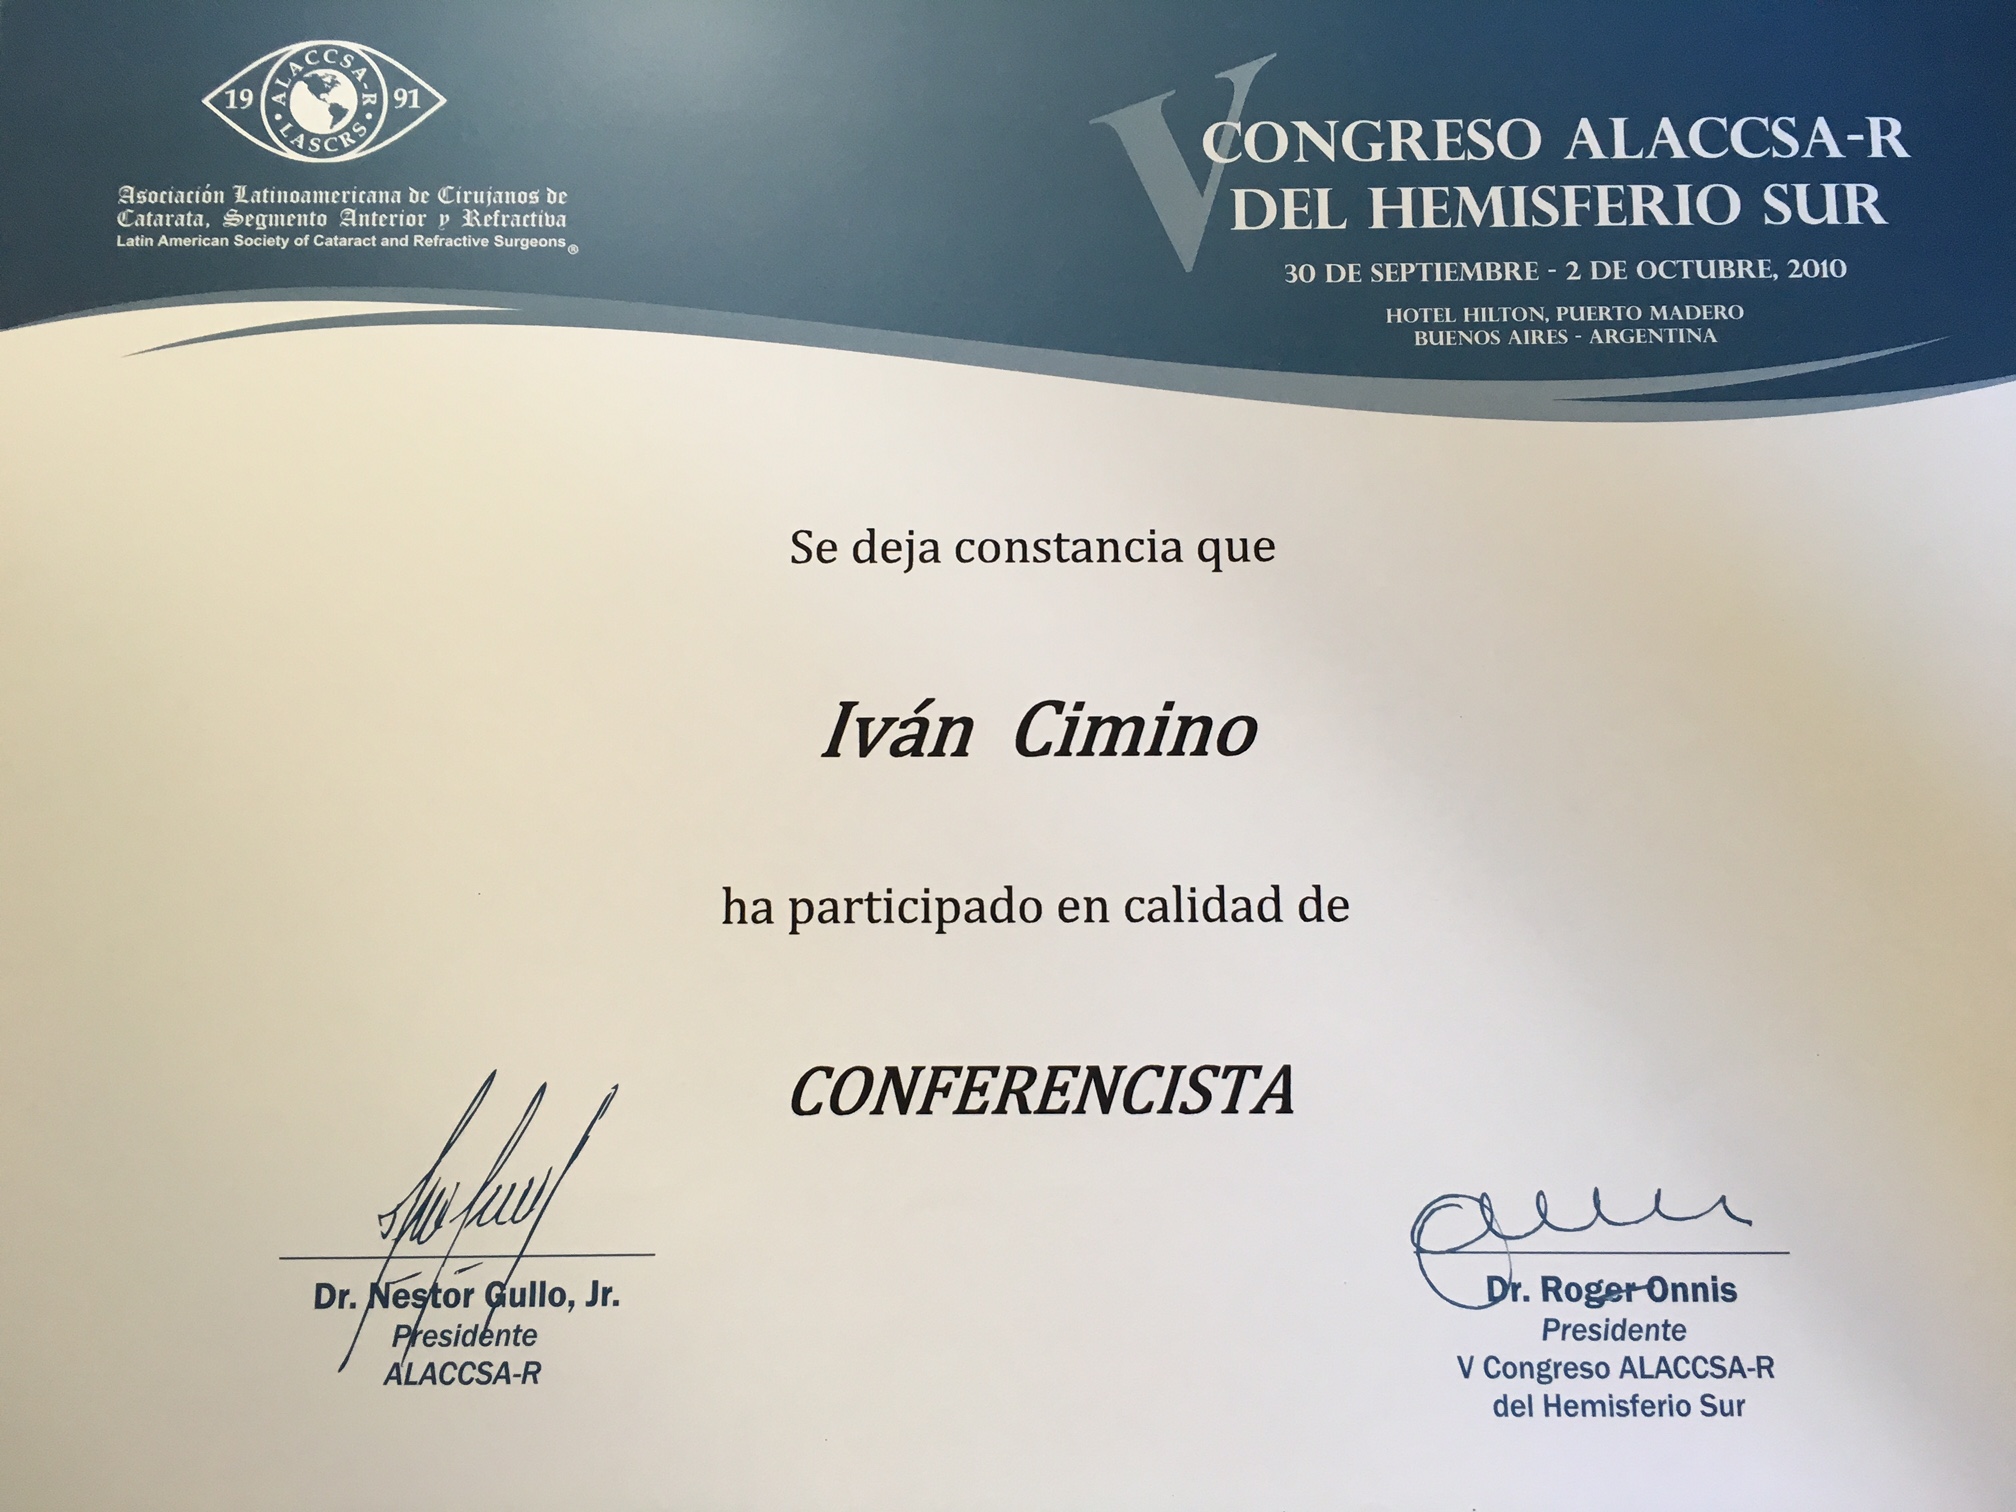 19 ALACCSA-R 91
LASCRS
Asociación Latinoamericana de Cirujanos de
Catarata, Segmento Anterior y Refractiva
Latin American Society of Cataract and Refractive Surgeons®
V
CONGRESO ALACCSA-R
DEL HEMISFERIO SUR
30 DE SEPTIEMBRE - 2 DE OCTUBRE, 2010
HOTEL HILTON, PUERTO MADERO
BUENOS AIRES - ARGENTINA
Se deja constancia que
Iván Cimino
ha participado en calidad de
CONFERENCISTA
Dr. Nestor Gullo, Jr.
Presidente
ALACCSA-R
Dr. Roger Onnis
Presidente
V Congreso ALACCSA-R
del Hemisferio Sur